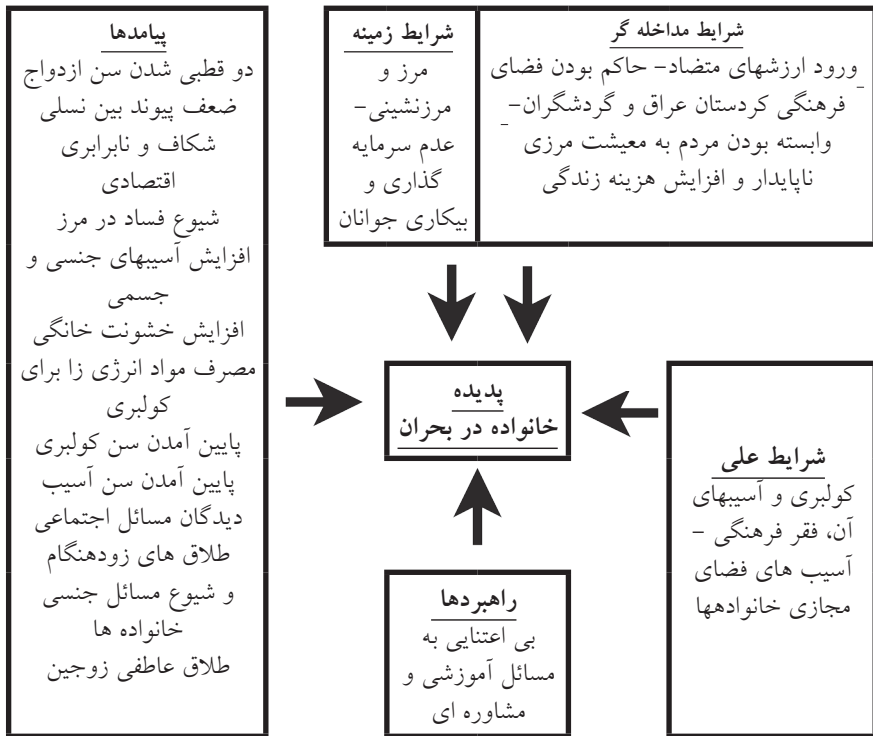 شرایط مداخله گر
ورود ارزشهای متضاد- حاکم بودن فضای
فرهنگی کردستان عراق و گردشگران-
وابسته بودن مردم به معیشت مرزی
ناپایدار و افزایش هزینه زندگی
شرایط زمینه
مرز و
مرزنشینی-
عدم سرمایه
گذاری و
بیکاری جوانان
پیامدها
دو قطبی شدن سن ازدواج
ضعف پیوند بین نسلی
شکاف و نابرابری
اقتصادی
شیوع فساد در مرز
افزایش آسیبهای جنسی و
جسمی
افزایش خشونت خانگی
مصرف مواد انرژی زا برای
کولبری
پایین آمدن سن کولبری
پایین آمدن سن آسیب
دیدگان مسائل اجتماعی
طلاق های زودهنگام
و شیوع مسائل جنسی
خانواده ها
طلاق عاطفی زوجین
پدیده
خانواده در بحران
شرایط علی
کولبری و آسیبهای
آن، فقر فرهنگی -
آسیب های فضای
مجازی خانوادهها
راهبردها
بی اعتنایی به
مسائل آموزشی و
مشاوره ای